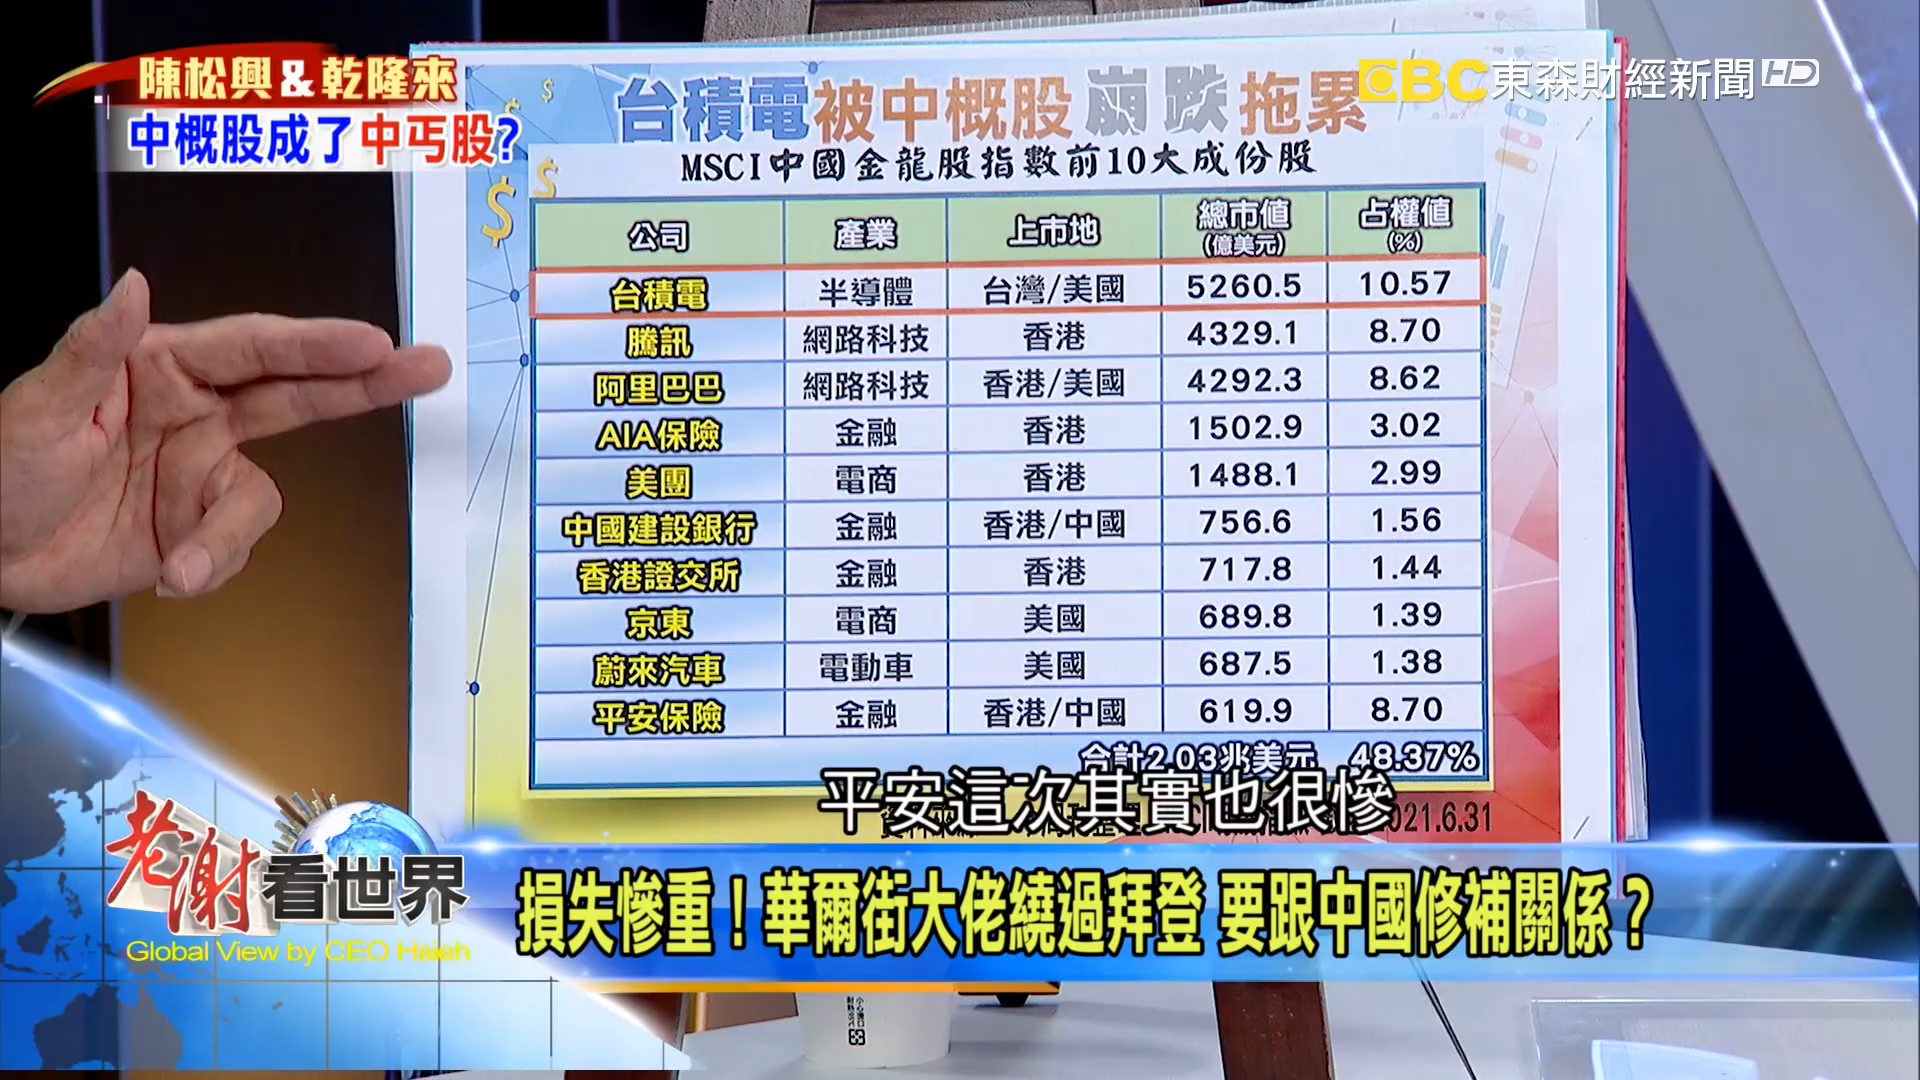 陳松興&乾隆來
中概股成了中丐股?
EBC東森財經新聞HD
台積電被中概股崩跌拖累
MSCI中國金龍股指數前10大成份股
公司 產業 上市地 總市值(億美元) 占權值(%)
台積電 半導體 台灣/美國 5260.5 10.57
騰訊 網路科技 香港 4329.1 8.70
阿里巴巴 網路科技 香港/美國 4292.3 8.62
AIA保險 金融 香港 1502.9 3.02
美團 電商 香港 1488.1 2.99
中國建設銀行 金融 香港/中國 756.6 1.56
香港證交所 金融 香港 717.8 1.44
京東 電商 美國 689.8 1.39
蔚來汽車 電動車 美國 687.5 1.38
平安保險 金融 香港/中國 619.9 8.70
合計2.03兆美元 48.37%
021.6.31
平安這次其實也很慘
老謝看世界
Global View by CEO Hsieh
損失慘重!華爾街大佬繞過拜登 要跟中國修補關係?
小心燙口